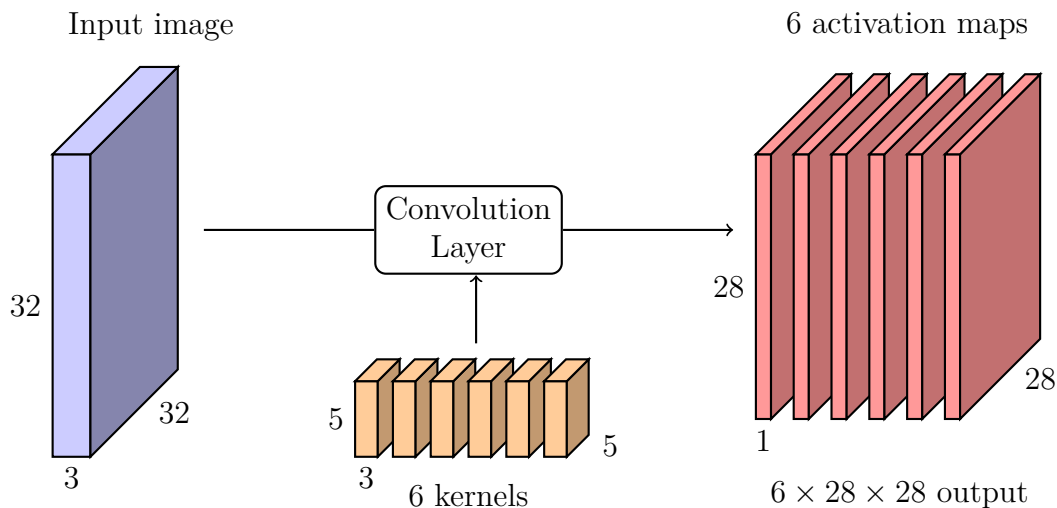 Input image
6 activation maps
Convolution
Layer
32
32
3
5
3
5
6 kernels
28
28
1
6 × 28 × 28 output